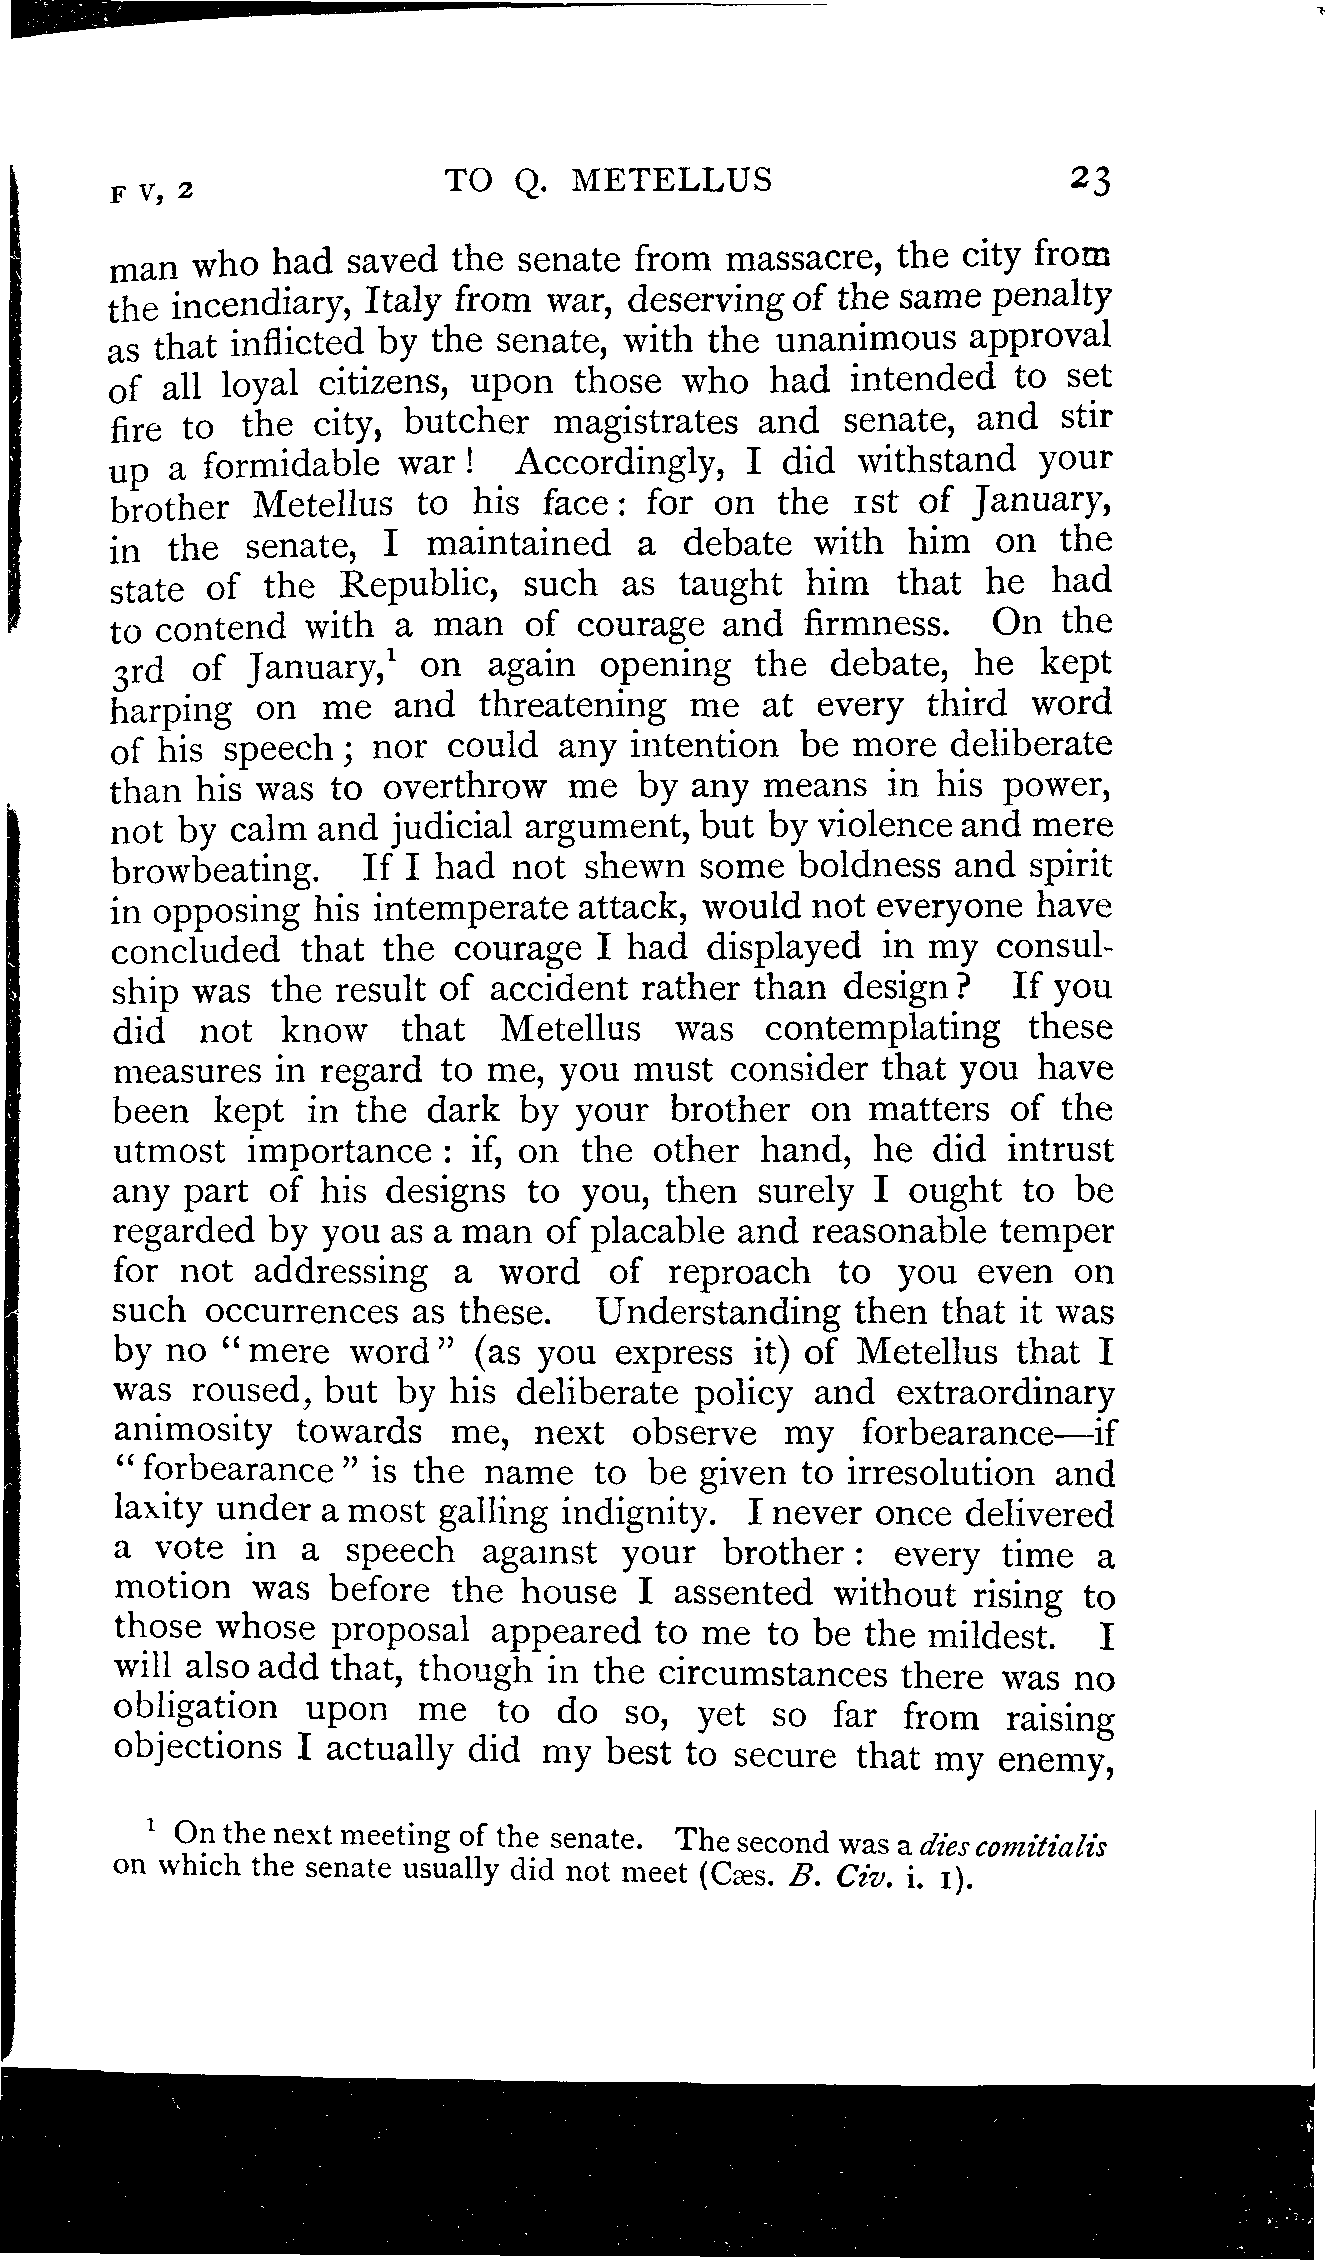 F V, 2 TO Q. METELLUS 23
man who had saved the senate from massacre, the city from
the incendiary, Italy from war, deserving of the same penalty
as that inflicted by the senate, with the unanimous approval
of all loyal citizens, upon those who had intended to set
fire to the city, butcher magistrates and senate, and stir
up a formidable war! Accordingly, I did withstand your
brother Metellus to his face: for on the 1st of January,
in the senate, I maintained a debate with him on the
state of the Republic, such as taught him that he had
to contend with a man of courage and firmness. On the
3rd of January,¹ on again opening the debate, he kept
harping on me and threatening me at every third word
of his speech; nor could any intention be more deliberate
than his was to overthrow me by any means in his power,
not by calm and judicial argument, but by violence and mere
browbeating. If I had not shewn some boldness and spirit
in opposing his intemperate attack, would not everyone have
concluded that the courage I had displayed in my consul-
ship was the result of accident rather than design? If you
did not know that Metellus was contemplating these
measures in regard to me, you must consider that you have
been kept in the dark by your brother on matters of the
utmost importance: if, on the other hand, he did intrust
any part of his designs to you, then surely I ought to be
regarded by you as a man of placable and reasonable temper
for not addressing a word of reproach to you even on
such occurrences as these. Understanding then that it was
by no "mere word" (as you express it) of Metellus that I
was roused, but by his deliberate policy and extraordinary
animosity towards me, next observe my forbearance—if
"forbearance" is the name to be given to irresolution and
laxity under a most galling indignity. I never once delivered
a vote in a speech against your brother: every time a
motion was before the house I assented without rising to
those whose proposal appeared to me to be the mildest. I
will also add that, though in the circumstances there was no
obligation upon me to do so, yet so far from raising
objections I actually did my best to secure that my enemy,
¹ On the next meeting of the senate. The second was a dies comitialis
on which the senate usually did not meet (Cæs. B. Civ. i. 1).